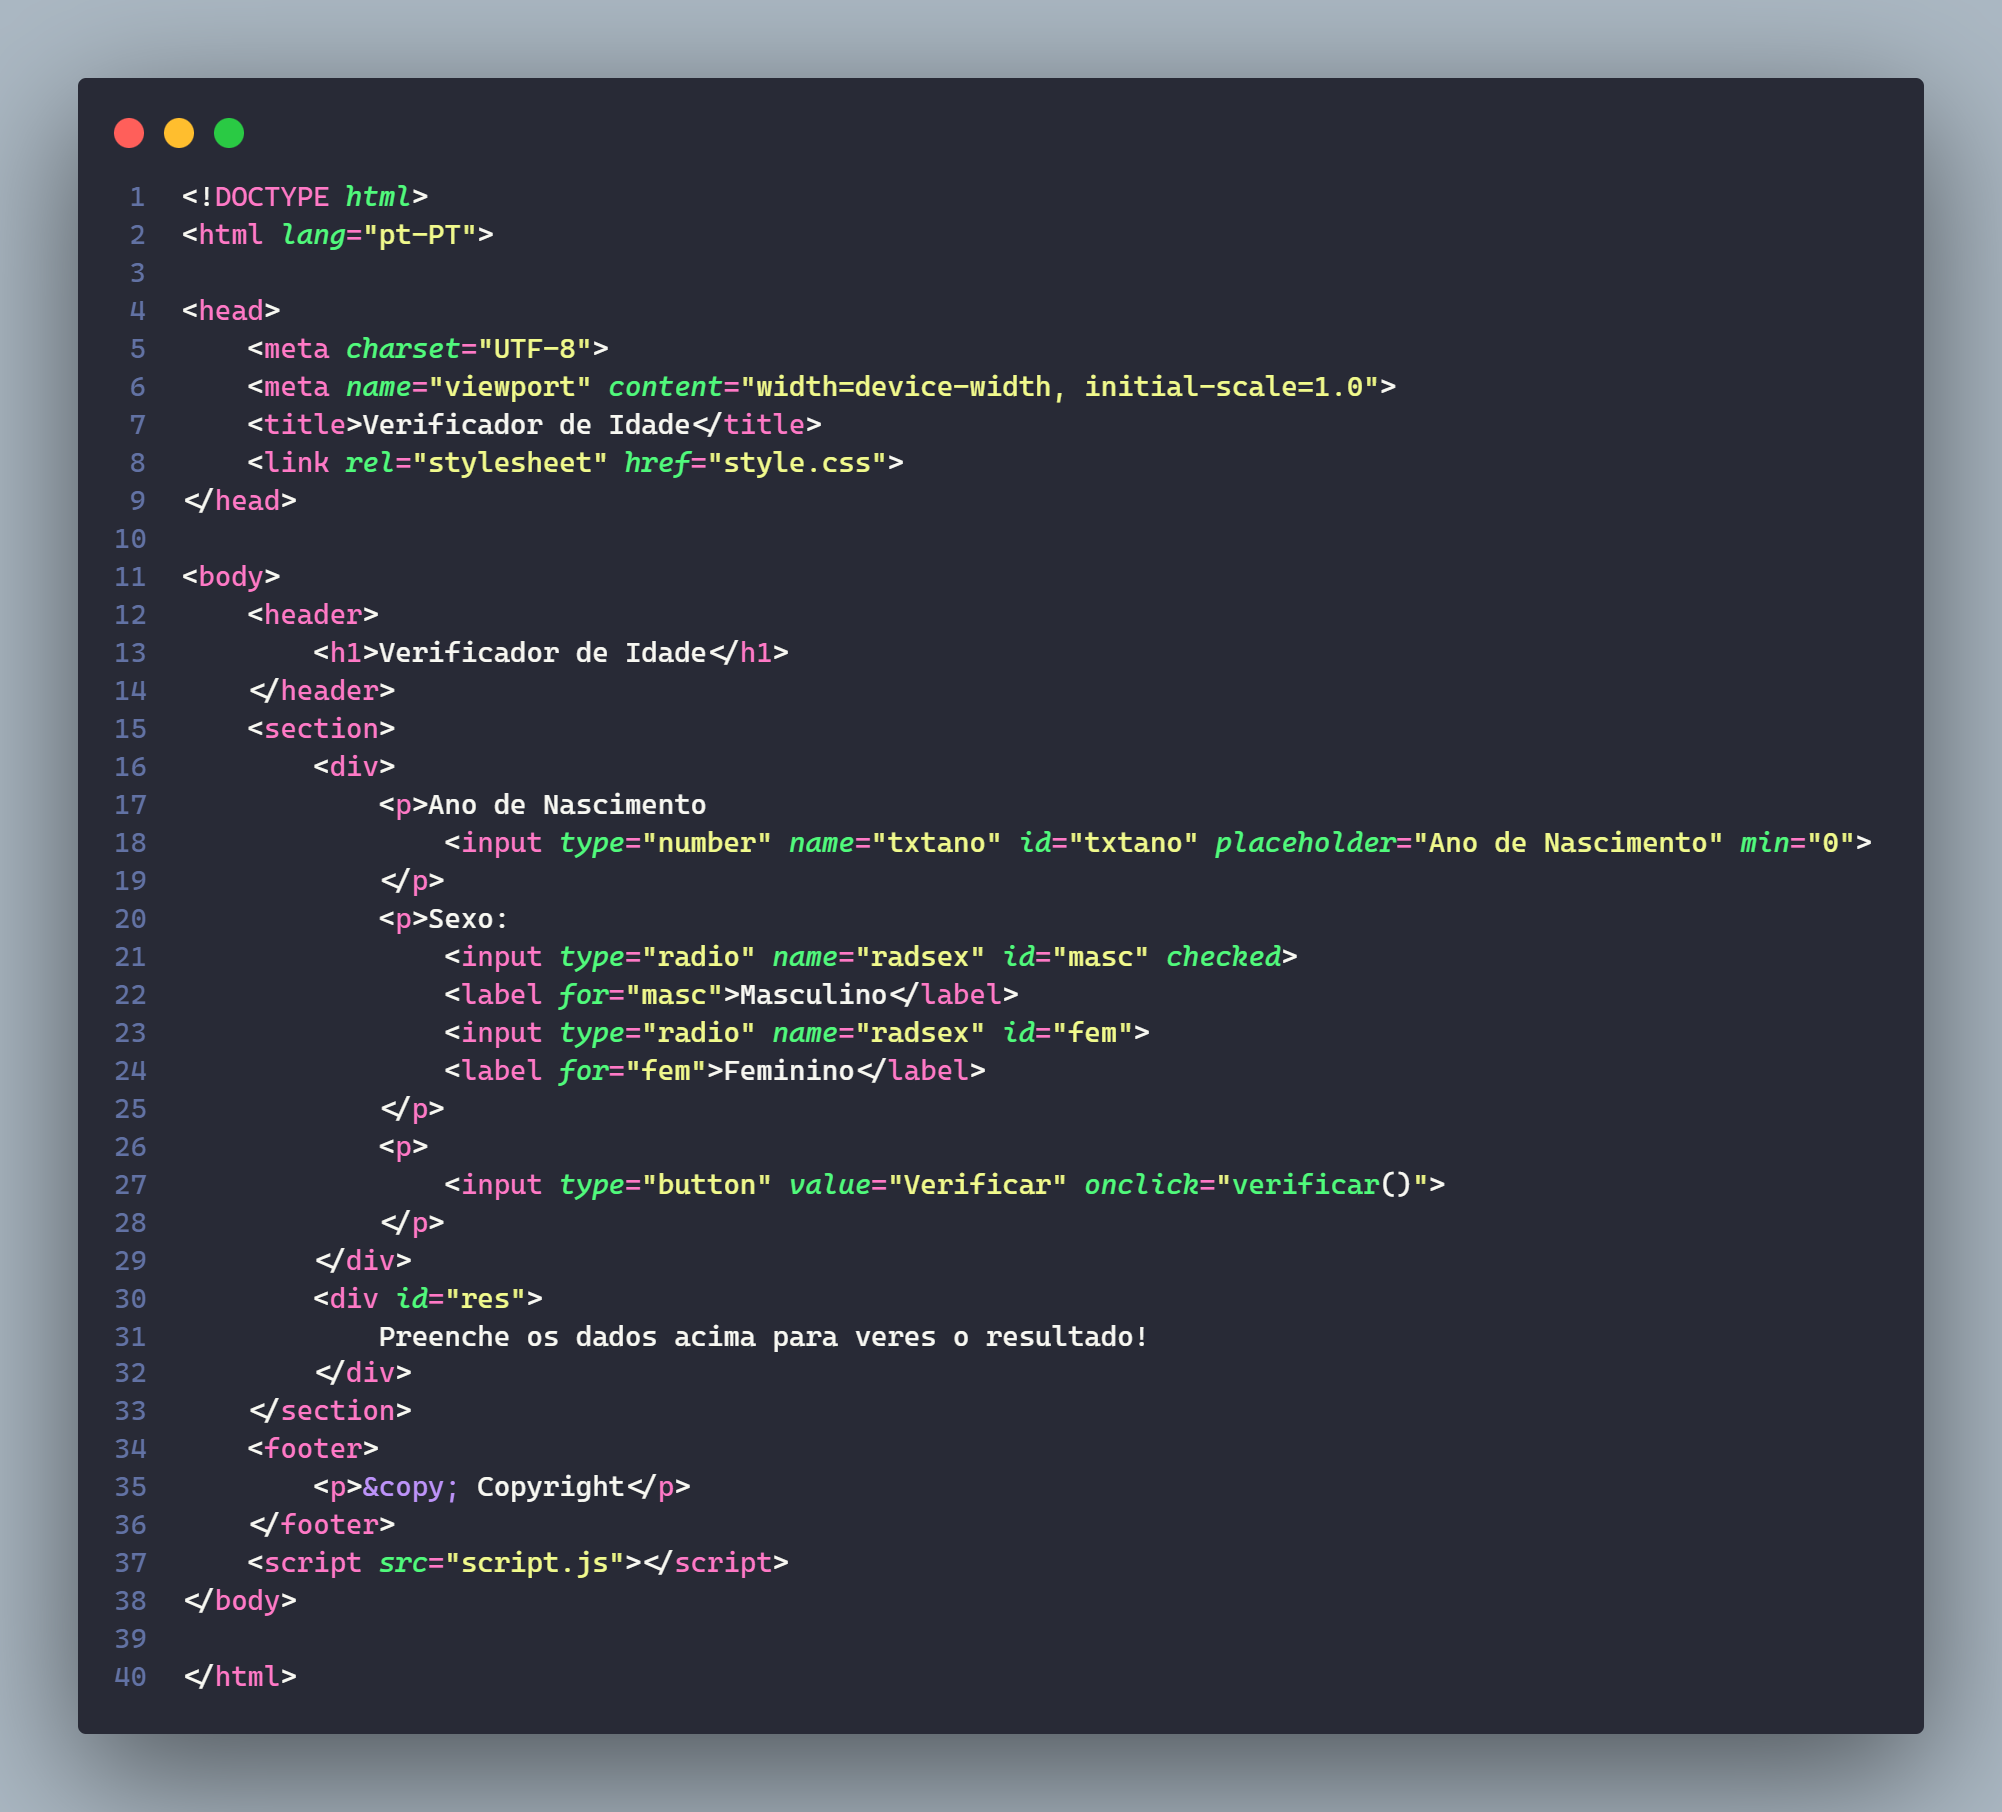 1 <!DOCTYPE html>
2 <html lang="pt-PT">
3
4 <head>
5     <meta charset="UTF-8">
6     <meta name="viewport" content="width=device-width, initial-scale=1.0">
7     <title>Verificador de Idade</title>
8     <link rel="stylesheet" href="style.css">
9 </head>
10
11 <body>
12     <header>
13         <h1>Verificador de Idade</h1>
14     </header>
15     <section>
16         <div>
17             <p>Ano de Nascimento
18                 <input type="number" name="txtano" id="txtano" placeholder="Ano de Nascimento" min="0">
19             </p>
20             <p>Sexo:
21                 <input type="radio" name="radsex" id="masc" checked>
22                 <label for="masc">Masculino</label>
23                 <input type="radio" name="radsex" id="fem">
24                 <label for="fem">Feminino</label>
25             </p>
26             <p>
27                 <input type="button" value="Verificar" onclick="verificar()">
28             </p>
29         </div>
30         <div id="res">
31             Preenche os dados acima para veres o resultado!
32         </div>
33     </section>
34     <footer>
35         <p>&copy; Copyright</p>
36     </footer>
37     <script src="script.js"></script>
38 </body>
39
40 </html>